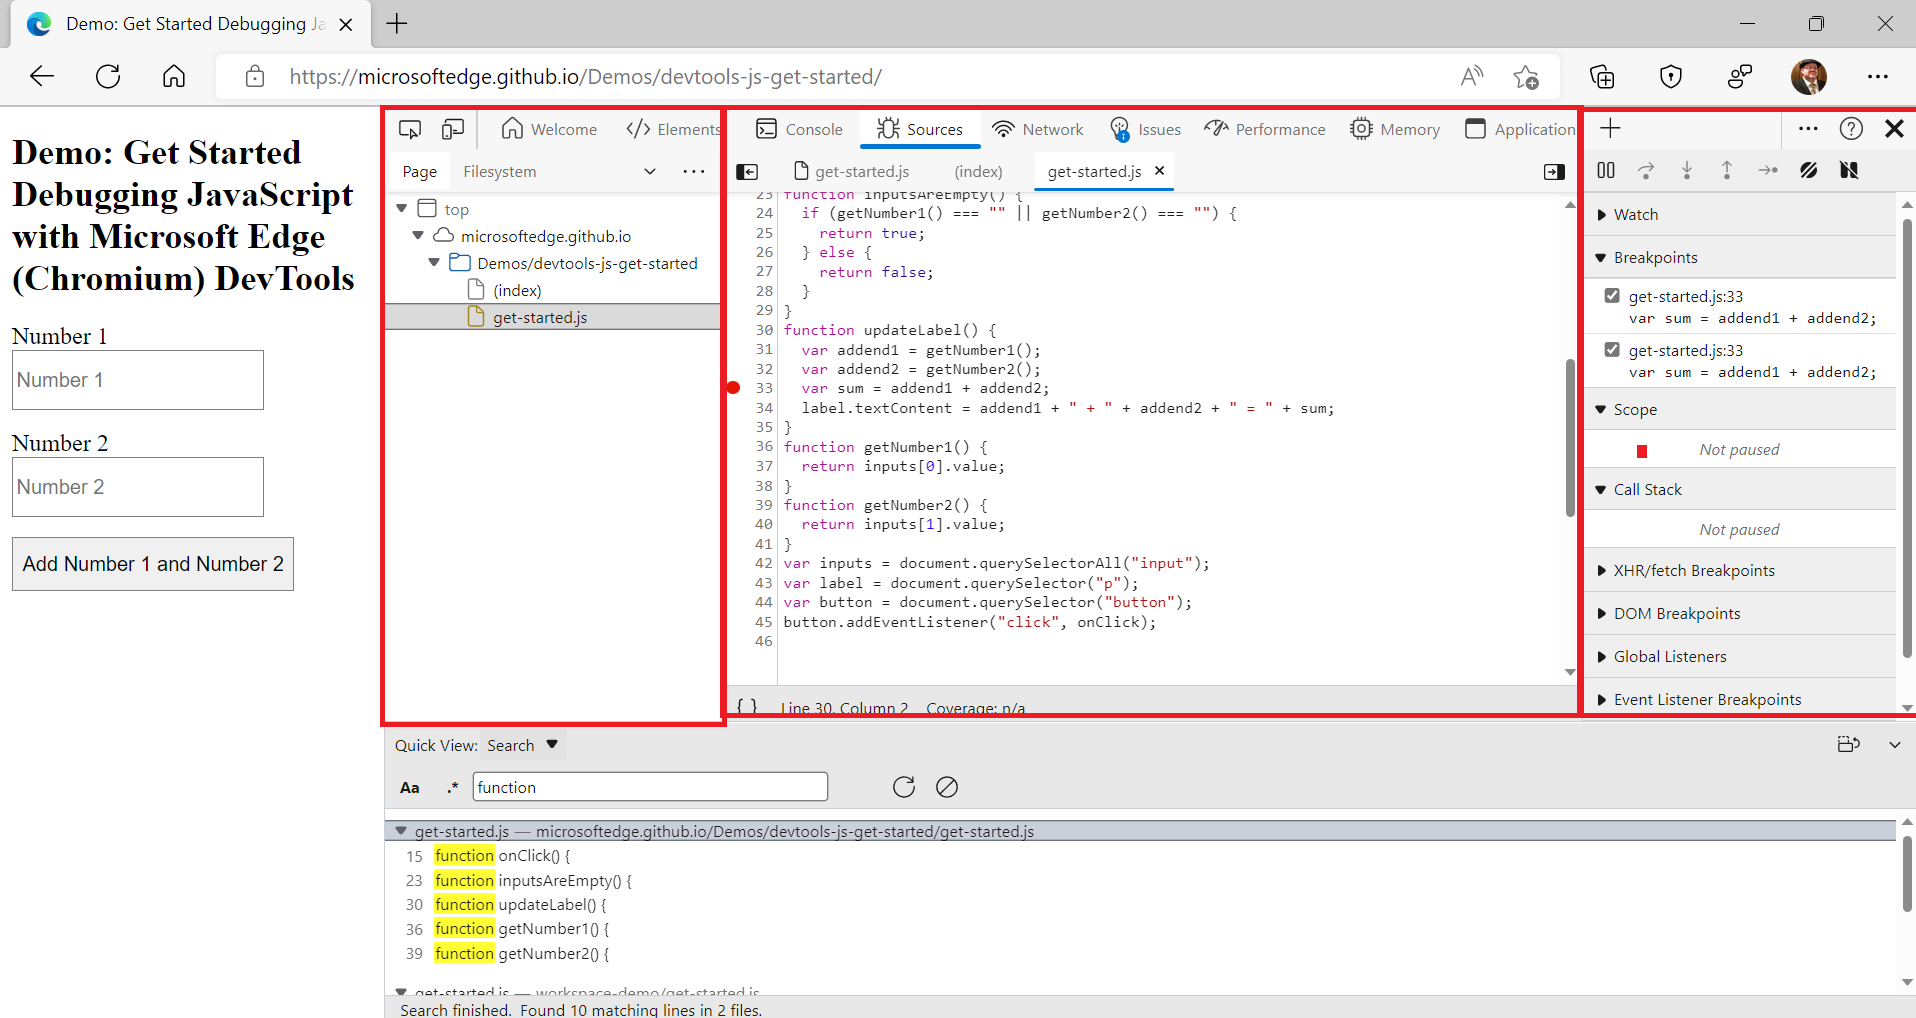 Demo: Get Started Debugging Ja
https://microsoftedge.github.io/Demos/devtools-js-get-started/
Demo: Get Started
Debugging JavaScript
with Microsoft Edge
(Chromium) DevTools
Number 1
Number 1
Number 2
Number 2
Add Number 1 and Number 2
Welcome
Elements
Page
Filesystem
top
microsoftedge.github.io
Demos/devtools-js-get-started
(index)
get-started.js
Console
Sources
Network
Issues
Performance
Memory
Application
get-started.js
(index)
get-started.js
23 function inputsAreEmpty() {
24 if (getNumber1() === "" || getNumber2() === "") {
25 return true;
26 } else {
27 return false;
28 }
29 }
30 function updateLabel() {
31 var addend1 = getNumber1();
32 var addend2 = getNumber2();
33 var sum = addend1 + addend2;
34 label.textContent = addend1 + " + " + addend2 + " = " + sum;
35 }
36 function getNumber1() {
37 return inputs[0].value;
38 }
39 function getNumber2() {
40 return inputs[1].value;
41 }
42 var inputs = document.querySelectorAll("input");
43 var label = document.querySelector("p");
44 var button = document.querySelector("button");
45 button.addEventListener("click", onClick);
46
{ } Line 30, Column 2 Coverage: n/a
Watch
Breakpoints
get-started.js:33
var sum = addend1 + addend2;
get-started.js:33
var sum = addend1 + addend2;
Scope
Not paused
Call Stack
Not paused
XHR/fetch Breakpoints
DOM Breakpoints
Global Listeners
Event Listener Breakpoints
Quick View: Search
Aa .* function
get-started.js — microsoftedge.github.io/Demos/devtools-js-get-started/get-started.js
15 function onClick() {
23 function inputsAreEmpty() {
30 function updateLabel() {
36 function getNumber1() {
39 function getNumber2() {
get-started.js — workspace-demo/get-started.js
Search finished. Found 10 matching lines in 2 files.